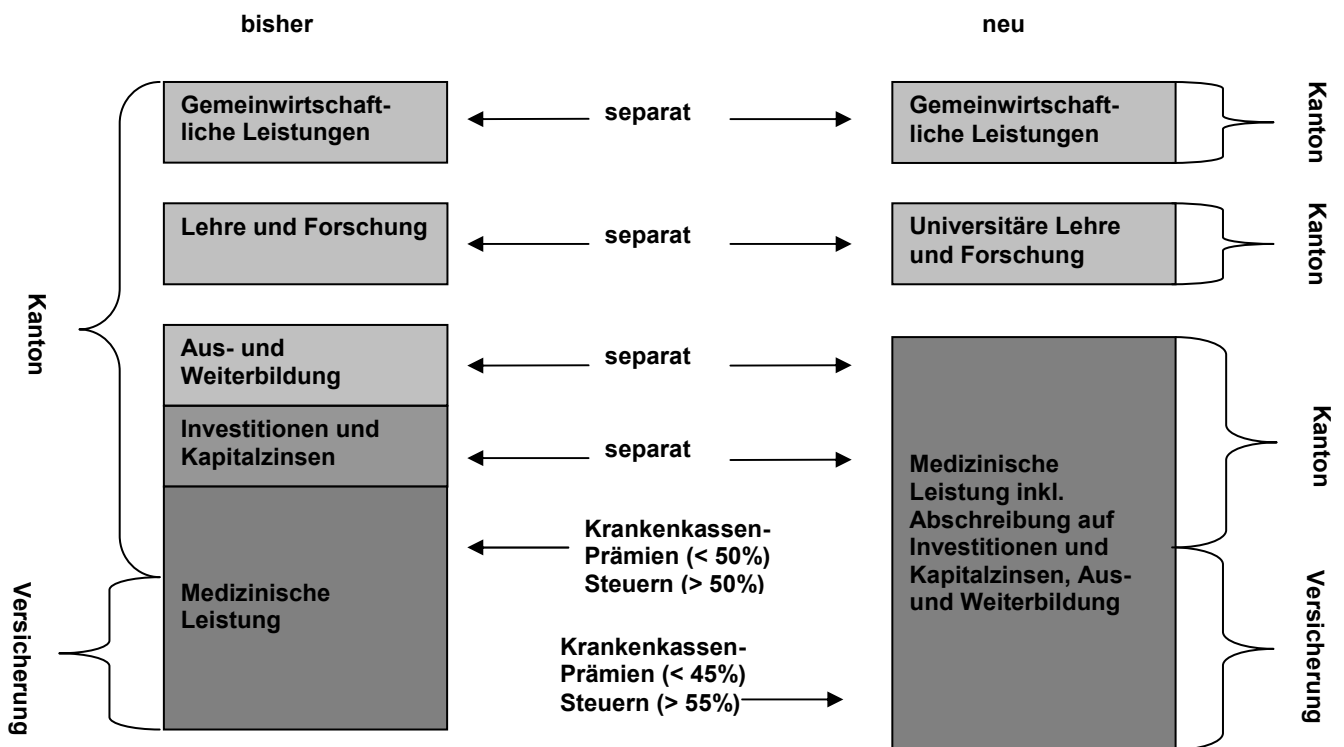 bisher
neu
Gemeinwirtschaft-
liche Leistungen
separat
Gemeinwirtschaft-
liche Leistungen
Kanton
Lehre und Forschung
separat
Universitäre Lehre
und Forschung
Kanton
Kanton
Aus- und
Weiterbildung
separat
Investitionen und
Kapitalzinsen
separat
Kanton
Medizinische
Leistung inkl.
Abschreibung auf
Investitionen und
Kapitalzinsen, Aus-
und Weiterbildung
Krankenkassen-
Prämien (< 50%)
Steuern (> 50%)
Medizinische
Leistung
Versicherung
Versicherung
Krankenkassen-
Prämien (< 45%)
Steuern (> 55%)